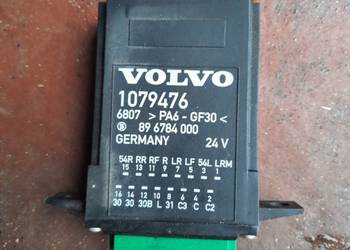 VOLVO
1079476
6807 >PA6-GF30<
B 89 6784 000
GERMANY 24 V
54R RR RF R LR LF 54L LRM
15 13 11 9 7 5 3 1
16 14 12 10 8 6 4 2
30 30 30B L 31 C3 C C2